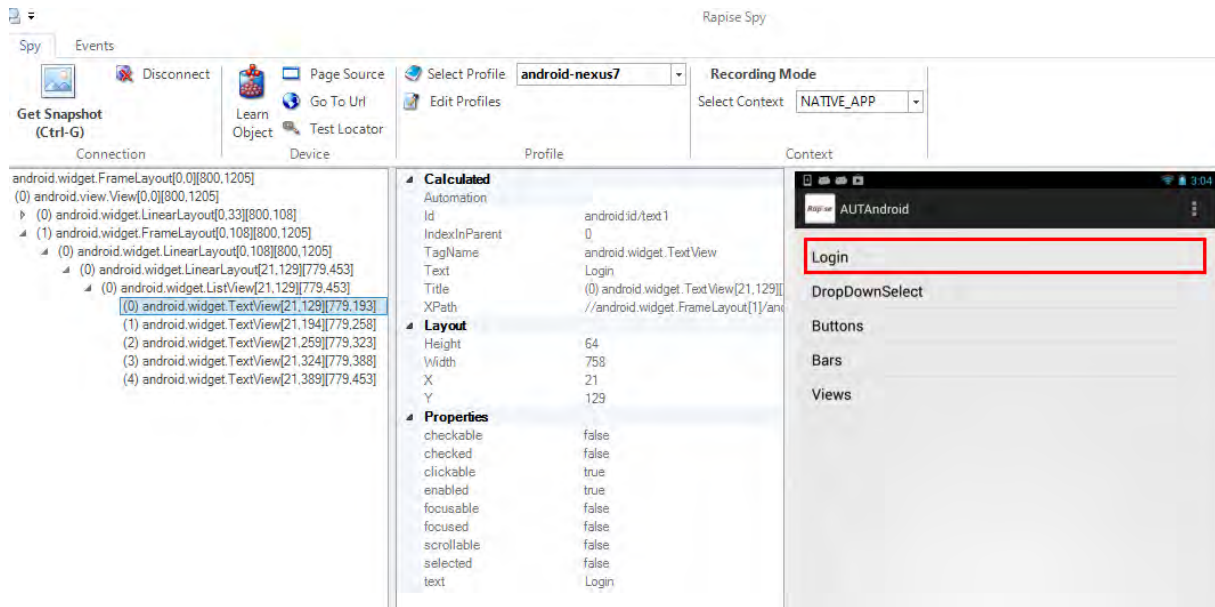 Rapise Spy
Spy Events
Get Snapshot
(Ctrl-G)
Disconnect
Connection
Learn
Object
Page Source
Go To Url
Test Locator
Device
Select Profile android-nexus7
Edit Profiles
Profile
Recording Mode
Select Context NATIVE_APP
Context
android.widget.FrameLayout[0,0][800,1205]
(0) android.view.View[0,0][800,1205]
(0) android.widget.LinearLayout[0,33][800,108]
(1) android.widget.FrameLayout[0,108][800,1205]
(0) android.widget.LinearLayout[0,108][800,1205]
(0) android.widget.LinearLayout[21,129][779,453]
(0) android.widget.ListView[21,129][779,453]
(0) android.widget.TextView[21,129][779,193]
(1) android.widget.TextView[21,194][779,258]
(2) android.widget.TextView[21,259][779,323]
(3) android.widget.TextView[21,324][779,388]
(4) android.widget.TextView[21,389][779,453]
Calculated
Automation
Id android:id/text1
IndexInParent 0
TagName android.widget.TextView
Text Login
Title (0) android.widget.TextView[21,129][
XPath //android.widget.FrameLayout[1]/and
Layout
Height 64
Width 758
X 21
Y 129
Properties
checkable false
checked false
clickable true
enabled true
focusable false
focused false
scrollable false
selected false
text Login
3:04
Rapise AUTAndroid
Login
DropDownSelect
Buttons
Bars
Views